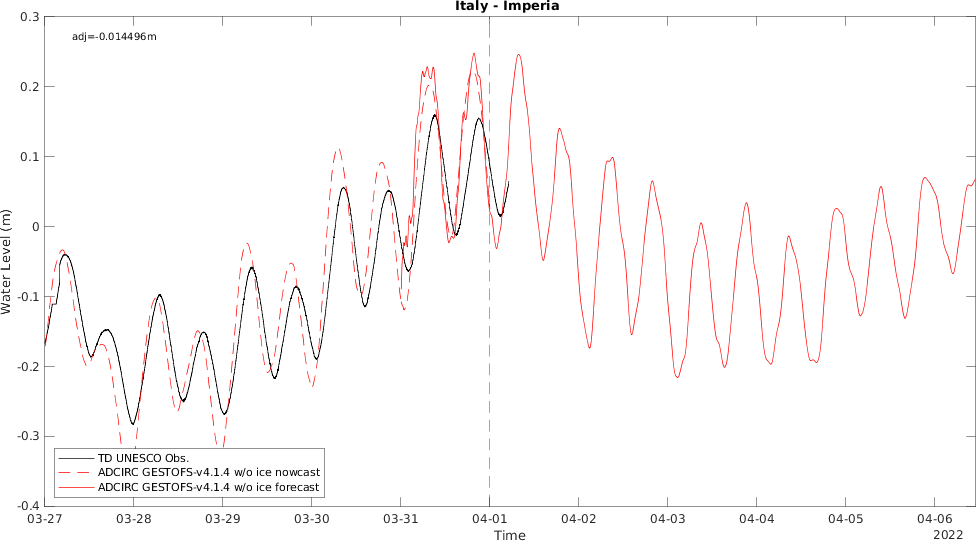 Italy - Imperia
adj=-0.014496m
0.3
0.2
0.1
0
-0.1
-0.2
-0.3
-0.4
Water Level (m)
TD UNESCO Obs.
ADCIRC GESTOFS-v4.1.4 w/o ice nowcast
ADCIRC GESTOFS-v4.1.4 w/o ice forecast
03-27 03-28 03-29 03-30 03-31 04-01 04-02 04-03 04-04 04-05 04-06
Time
2022